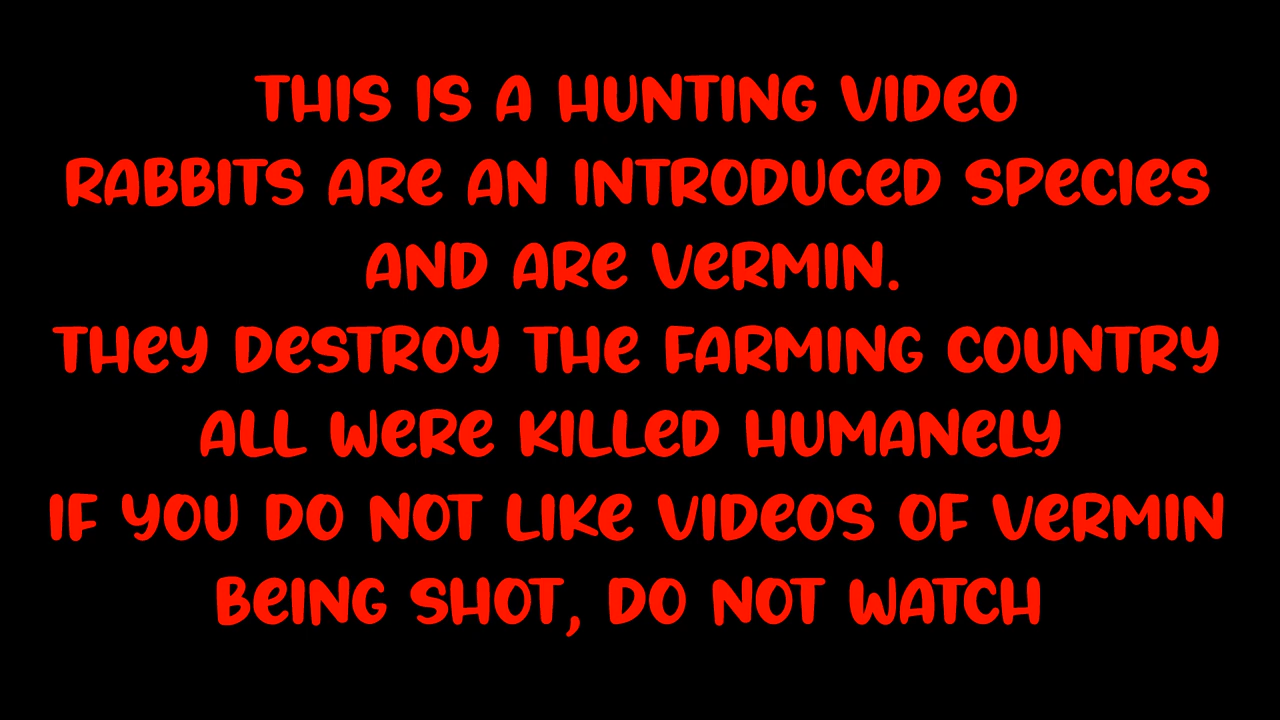 THIS IS A HUNTING VIDEO
RABBITS ARE AN INTRODUCED SPECIES
AND ARE VERMIN.
THEY DESTROY THE FARMING COUNTRY
ALL WERE KILLED HUMANELY
IF YOU DO NOT LIKE VIDEOS OF VERMIN
BEING SHOT, DO NOT WATCH